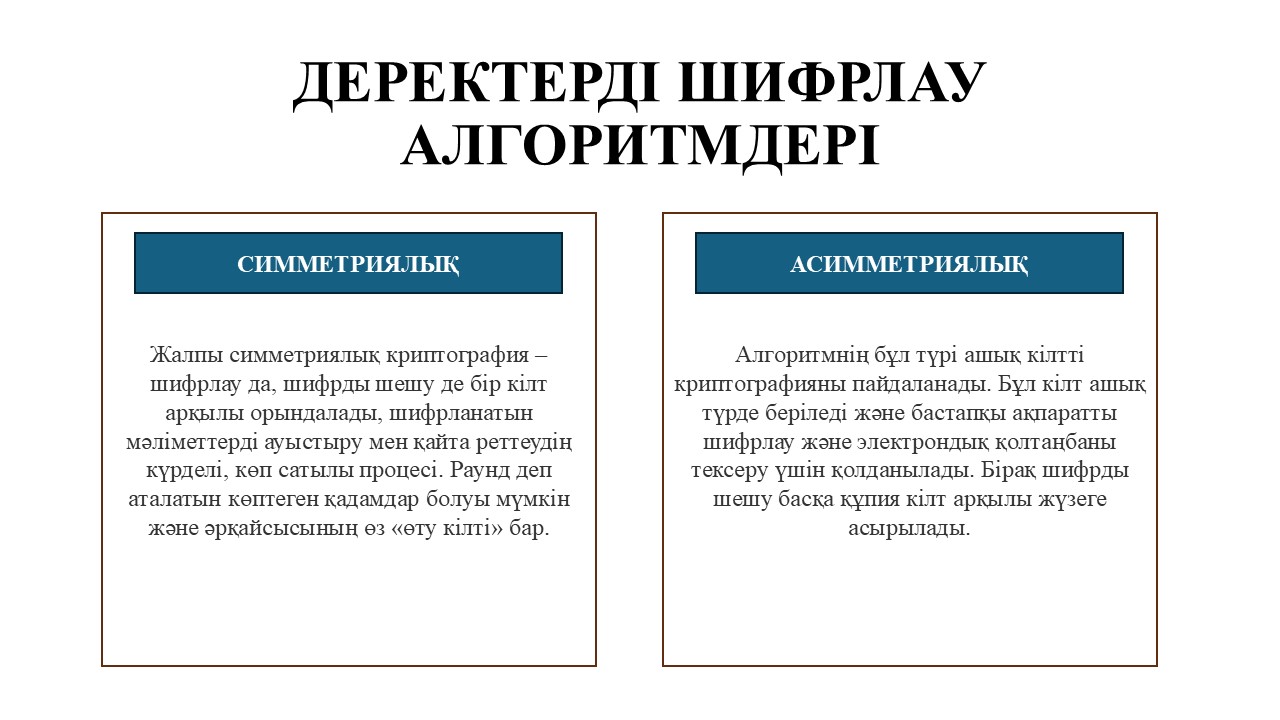 ДЕРЕКТЕРДІ ШИФРЛАУ
АЛГОРИТМДЕРІ
СИММЕТРИЯЛЫҚ
Жалпы симметриялық криптография –
шифрлау да, шифрды шешу де бір кілт
арқылы орындалады, шифрланатын
мәліметтерді ауыстыру мен қайта реттеудің
күрделі, көп сатылы процесі. Раунд деп
аталатын көптеген қадамдар болуы мүмкін
және әрқайсысының өз «өту кілті» бар.
АСИММЕТРИЯЛЫҚ
Алгоритмнің бұл түрі ашық кілтті
криптографияны пайдаланады. Бұл кілт ашық
түрде беріледі және бастапқы ақпаратты
шифрлау және электрондық қолтаңбаны
тексеру үшін қолданылады. Бірақ шифрды
шешу басқа құпия кілт арқылы жүзеге
асырылады.